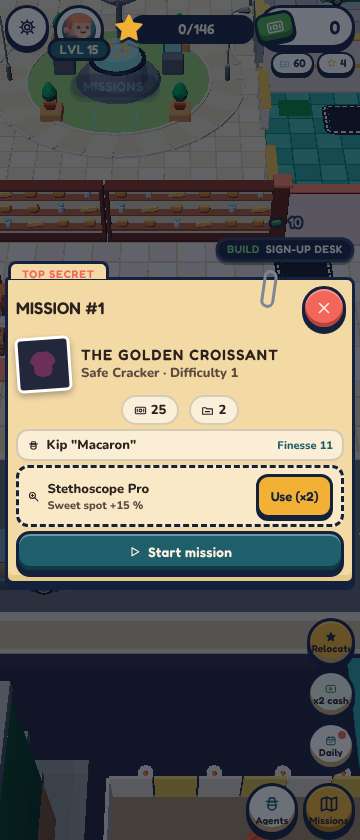 0/146
0
LVL 15
60
4
MISSIONS
10
BUILD SIGN-UP DESK
TOP SECRET
MISSION #1
THE GOLDEN CROISSANT
Safe Cracker · Difficulty 1
25
2
Kip "Macaron"
Finesse 11
Stethoscope Pro
Sweet spot +15 %
Use (x2)
Start mission
Relocate
x2 cash
Daily
Agents
Missions